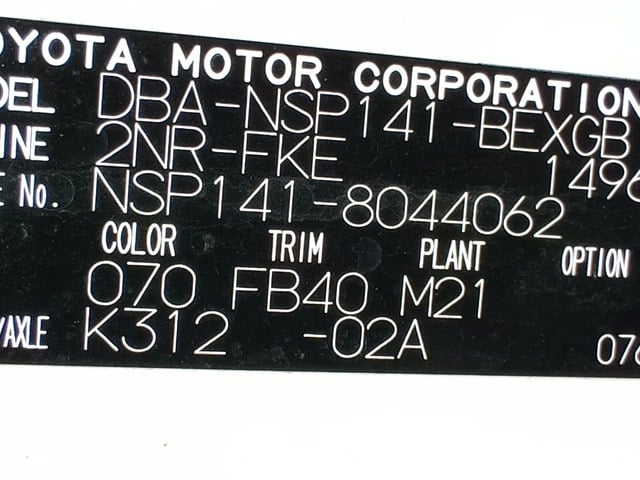 OYOTA MOTOR CORPORATION
DEL DBA-NSP141-BEXGB
INE 2NR-FKE 1496
E No. NSP141-8044062
COLOR TRIM PLANT OPTION
070 FB40 M21
/AXLE K312 -02A 076